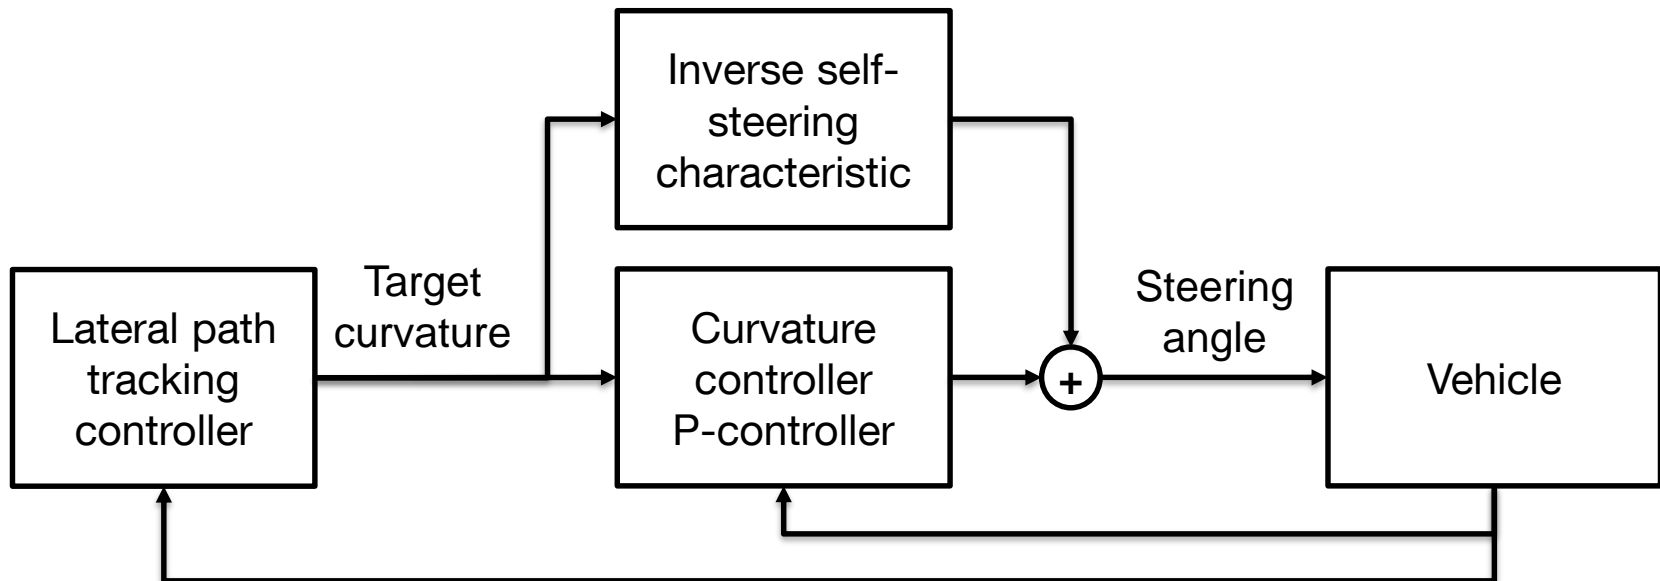 Inverse self-
steering
characteristic
Lateral path
tracking
controller
Target
curvature
Curvature
controller
P-controller
+
Steering
angle
Vehicle